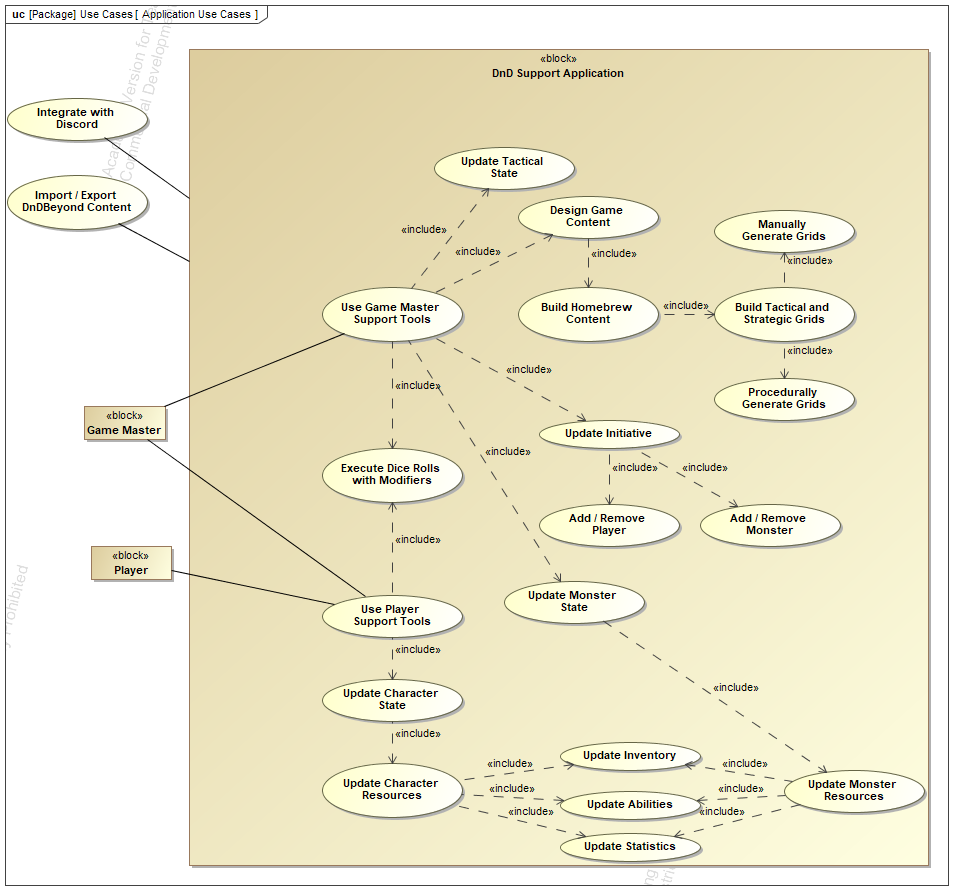 uc [Package] Use Cases [ Application Use Cases ]
«block»
DnD Support Application
Integrate with
Discord
Import / Export
DnDBeyond Content
Update Tactical
State
Design Game
Content
Manually
Generate Grids
«include»
«include»
«include»
«include»
Use Game Master
Support Tools
Build Homebrew
Content
«include»
Build Tactical and
Strategic Grids
«include»
«include»
«include»
Procedurally
Generate Grids
«block»
Game Master
Update Initiative
«include»
«include»
«include»
Execute Dice Rolls
with Modifiers
Add / Remove
Player
Add / Remove
Monster
«include»
«block»
Player
Update Monster
State
Use Player
Support Tools
«include»
«include»
Update Character
State
«include»
Update Inventory
«include»
«include»
Update Character
Resources
Update Monster
Resources
«include»
«include»
Update Abilities
«include»
«include»
Update Statistics
Version for
Commercial Development
Prohibited